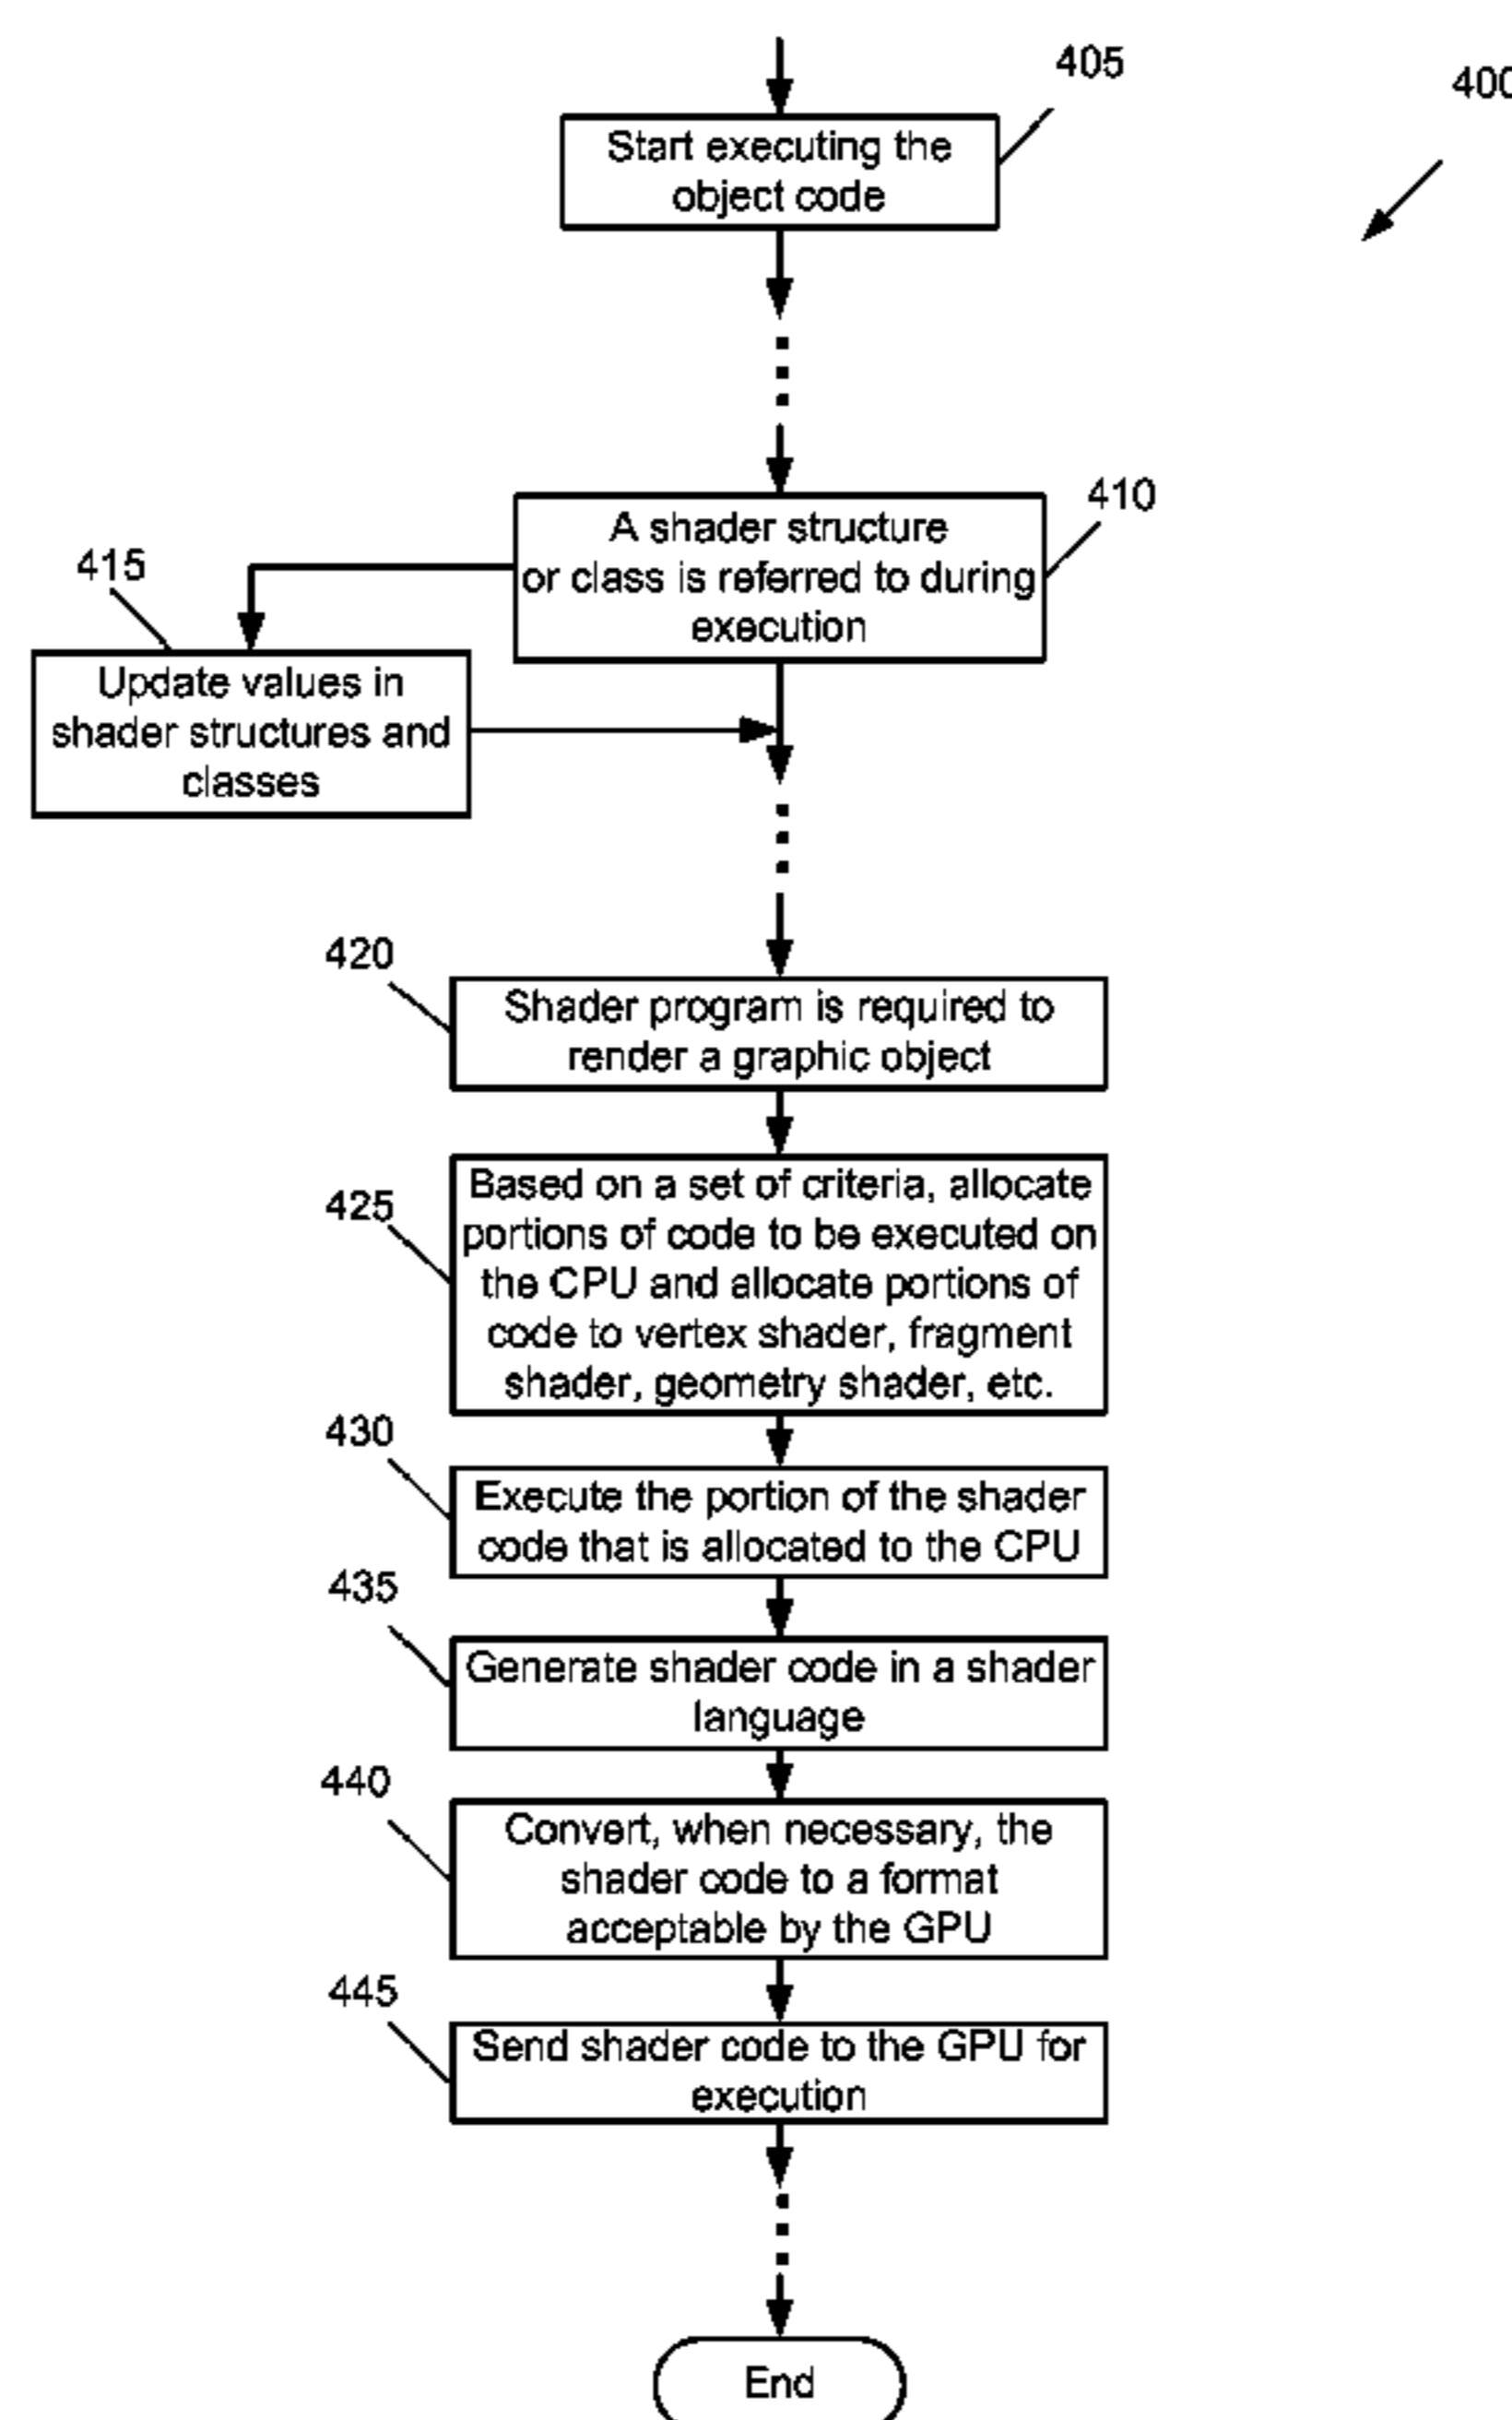 405
400
Start executing the
object code
410
A shader structure
or class is referred to during
execution
415
Update values in
shader structures and
classes
420
Shader program is required to
render a graphic object
425
Based on a set of criteria, allocate
portions of code to be executed on
the CPU and allocate portions of
code to vertex shader, fragment
shader, geometry shader, etc.
430
Execute the portion of the shader
code that is allocated to the CPU
435
Generate shader code in a shader
language
440
Convert, when necessary, the
shader code to a format
acceptable by the GPU
445
Send shader code to the GPU for
execution
End